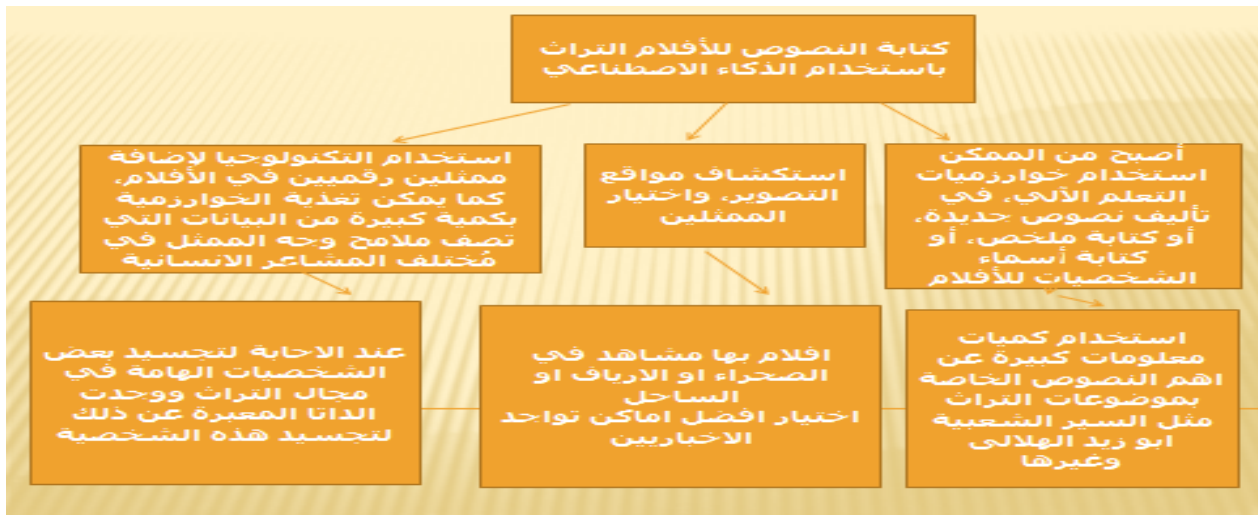 كتابة النصوص للأفلام التراث
باستخدام الذكاء الاصطناعي
أصبح من الممكن
استخدام خوارزميات
التعلم الآلي، في
تأليف نصوص جديدة،
أو كتابة ملخص، أو
كتابة أسماء
الشخصيات للأفلام
استكشاف مواقع
التصوير، واختيار
الممثلين
استخدام التكنولوجيا لإضافة
ممثلين رقميين في الأفلام،
كما يمكن تغذية الخوارزمية
بكمية كبيرة من البيانات التي
تصف ملامح وجه الممثل في
مُختلف المشاعر الانسانية
استخدام كميات
معلومات كبيرة عن
اهم النصوص الخاصة
بموضوعات التراث
مثل السير الشعبية
ابو زيد الهلالى
وغيرها
افلام بها مشاهد في
الصحراء او الارياف او
الساحل
اختيار افضل اماكن تواجد
الاخباريين
عند الاجابة لتجسيد بعض
الشخصيات الهامة في
مجال التراث ووجدت
الداتا المعبرة عن ذلك
لتجسيد هذه الشخصية